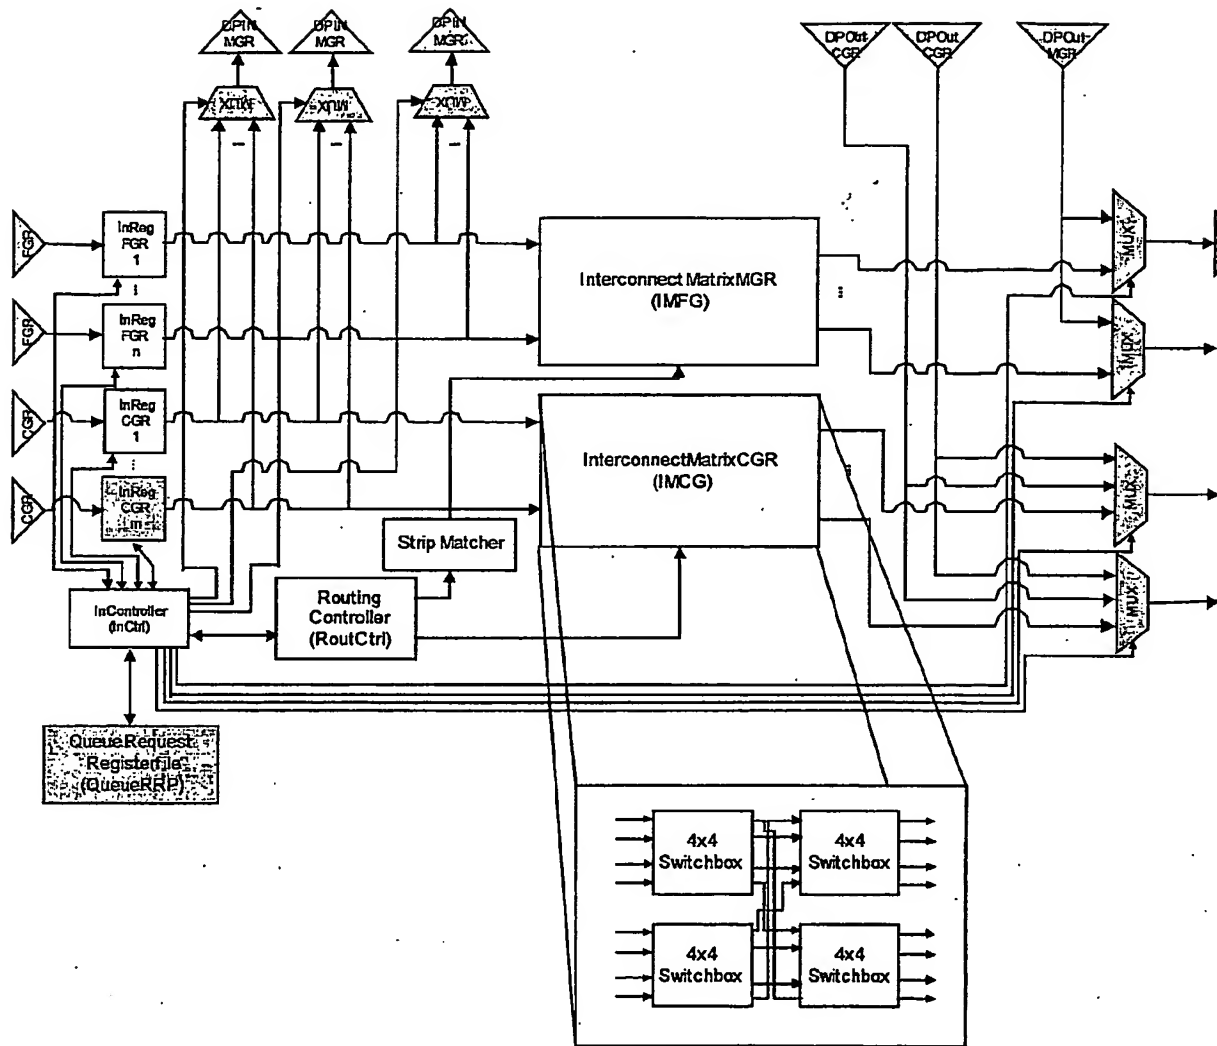 DPIN
MGR
DPIN
MGR
DPIN
MGR
DPOut
CGR
DPOut
CGR
DPOut
MGR
MUX
MUX
MUX
FGR
InReg
FGR
1
...
FGR
InReg
FGR
n
CGR
InReg
CGR
1
...
CGR
InReg
CGR
m
Interconnect MatrixMGR
(IMFG)
...
InterconnectMatrixCGR
(IMCG)
...
MUX
MUX
MUX
MUX
Strip Matcher
Routing
Controller
(RoutCtrl)
InController
(InCtrl)
QueueRequest
Registerfile
(QueueRRP)
4x4
Switchbox
4x4
Switchbox
4x4
Switchbox
4x4
Switchbox